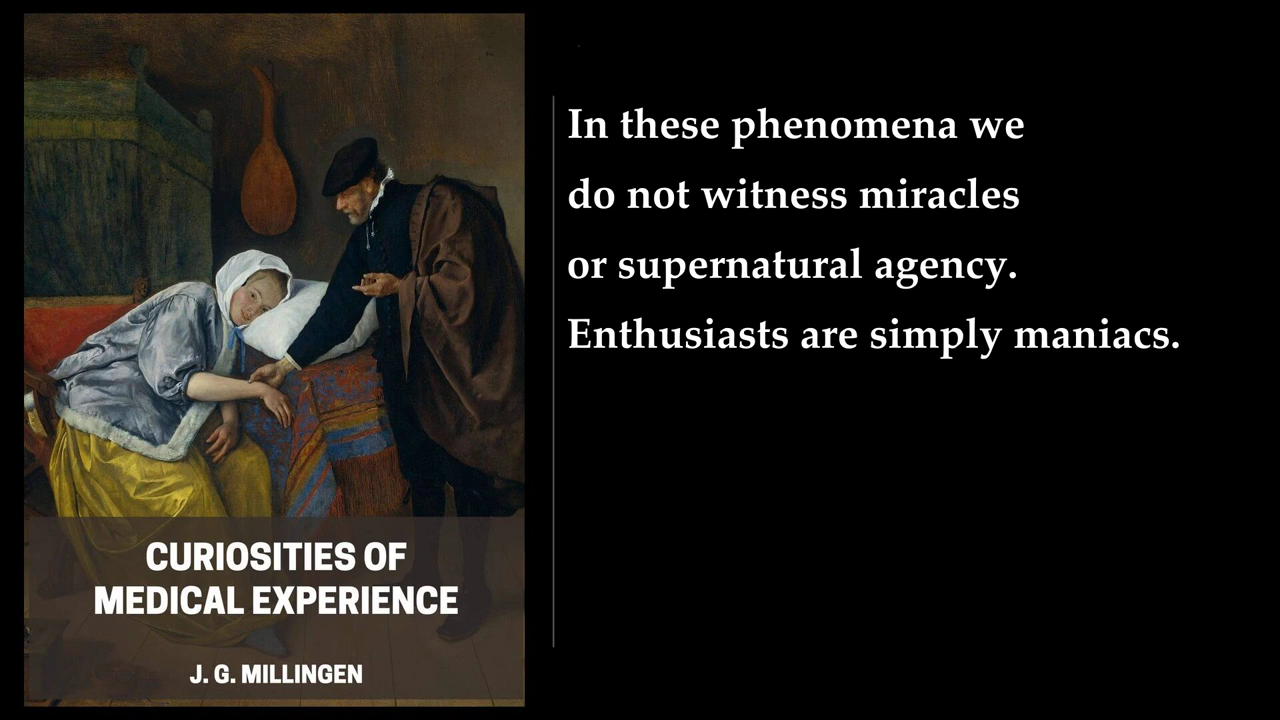 In these phenomena we
do not witness miracles
or supernatural agency.
Enthusiasts are simply maniacs.
CURIOSITIES OF
MEDICAL EXPERIENCE
J. G. MILLINGEN